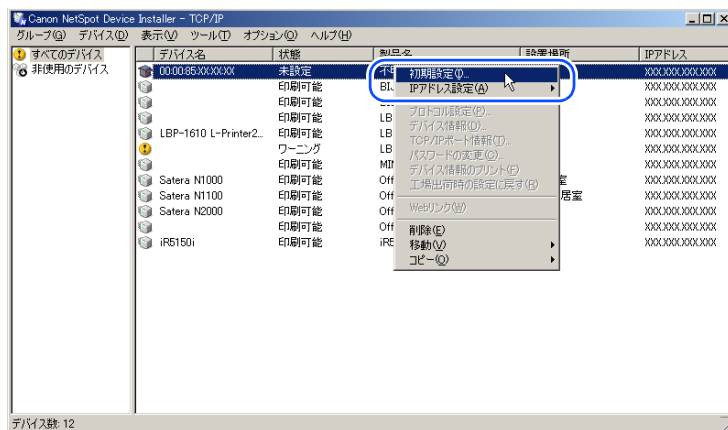 Canon NetSpot Device Installer - TCP/IP
グループ(G) デバイス(D) 表示(V) ツール(T) オプション(O) ヘルプ(H)
すべてのデバイス
非使用のデバイス
デバイス名 状態 製品名 設置場所 IPアドレス
00:00:85:XX:XX:XX 未設定 XXX.XXX.XXX.XXX
印刷可能 BIJ XXX.XXX.XXX.XXX
印刷可能 XXX.XXX.XXX.XXX
印刷可能 LB XXX.XXX.XXX.XXX
LBP-1610 L-Printer2... 印刷可能 LB XXX.XXX.XXX.XXX
ワーニング LB XXX.XXX.XXX.XXX
印刷可能 MIN XXX.XXX.XXX.XXX
Satera N1000 印刷可能 Off 室 XXX.XXX.XXX.XXX
Satera N1100 印刷可能 Off 居室 XXX.XXX.XXX.XXX
Satera N2000 印刷可能 Off XXX.XXX.XXX.XXX
印刷可能 Off XXX.XXX.XXX.XXX
iR5150i 印刷可能 iRE XXX.XXX.XXX.XXX
初期設定(I)...
IPアドレス設定(A)
プロトコル設定(P)...
デバイス情報(D)...
TCP/IPポート情報(T)...
パスワードの変更(C)...
デバイス情報のプリント(F)
工場出荷時の設定に戻す(R)
Webリンク(W)
削除(E)
移動(V)
コピー(O)
デバイス数: 12